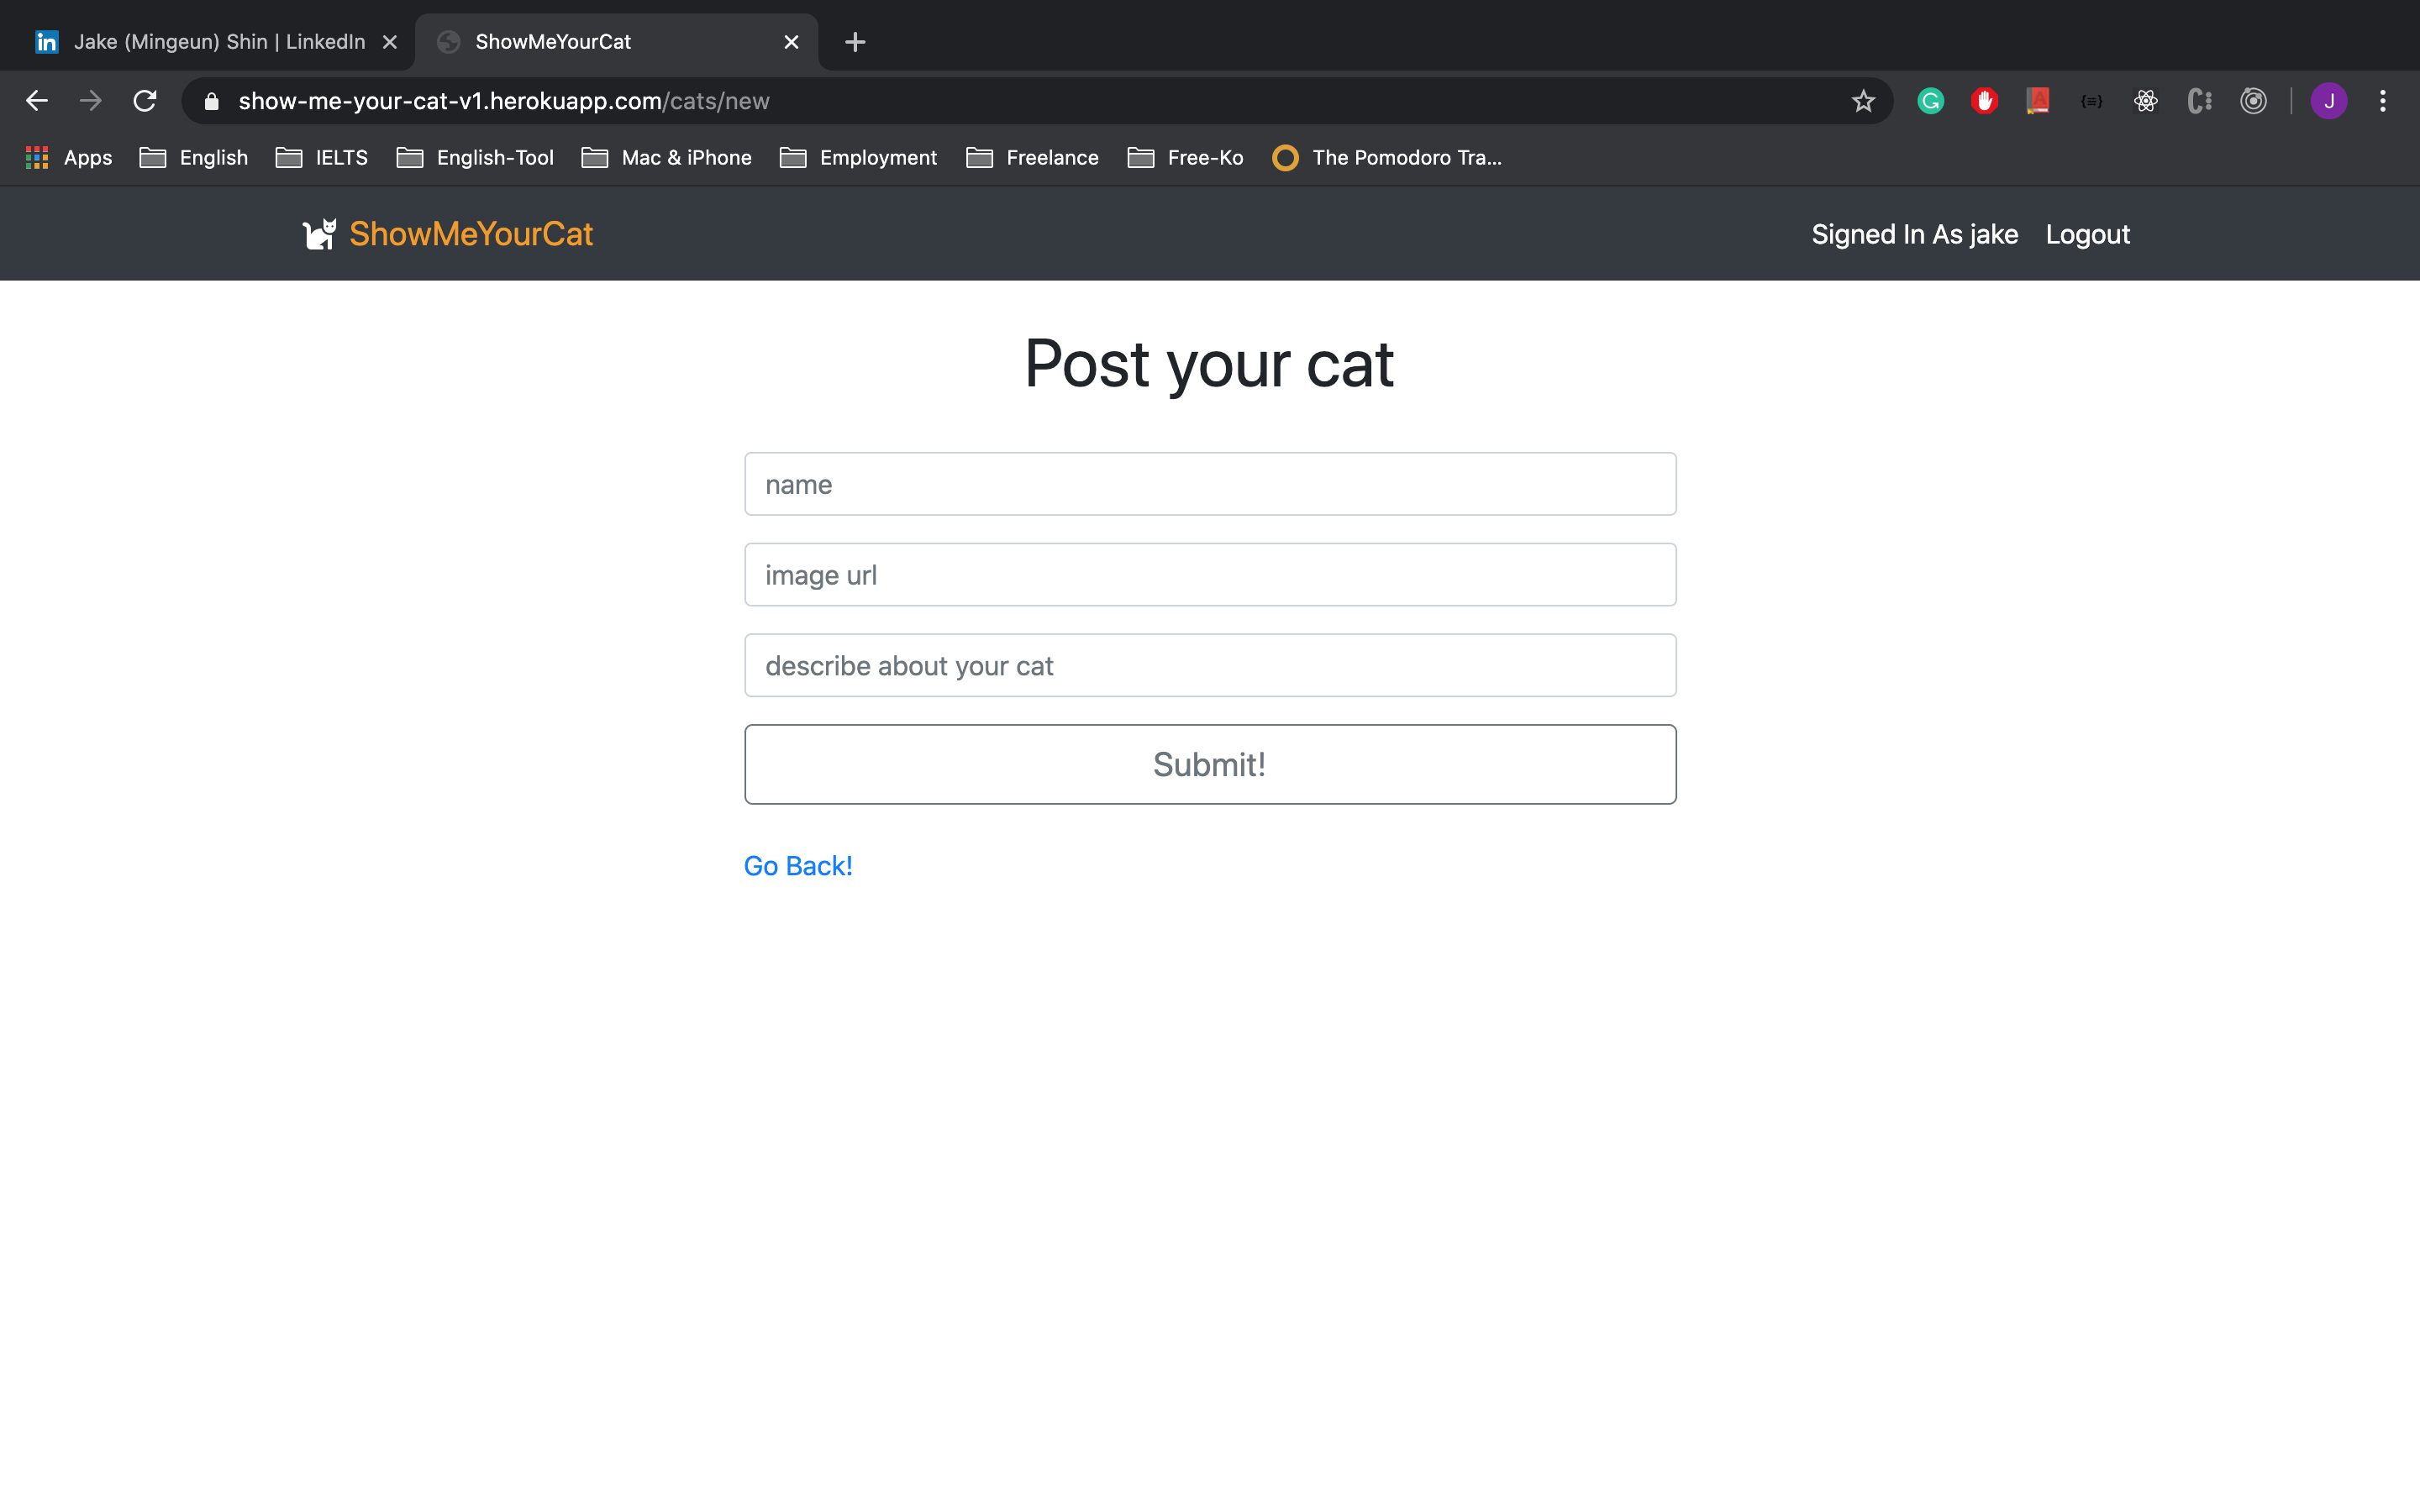 Jake (Mingeun) Shin | LinkedIn
ShowMeYourCat
show-me-your-cat-v1.herokuapp.com/cats/new
J
Apps English IELTS English-Tool Mac & iPhone Employment Freelance Free-Ko The Pomodoro Tra...
ShowMeYourCat Signed In As jake Logout
Post your cat
name
image url
describe about your cat
Submit!
Go Back!